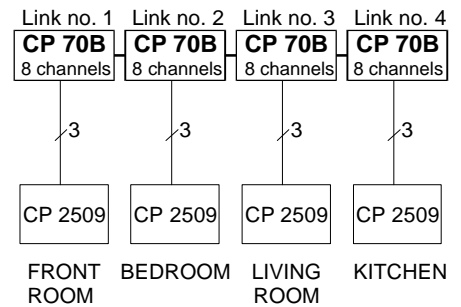 Link no. 1 Link no. 2 Link no. 3 Link no. 4
CP 70B CP 70B CP 70B CP 70B
8 channels 8 channels 8 channels 8 channels
3 3 3 3
CP 2509 CP 2509 CP 2509 CP 2509
FRONT BEDROOM LIVING KITCHEN
ROOM ROOM